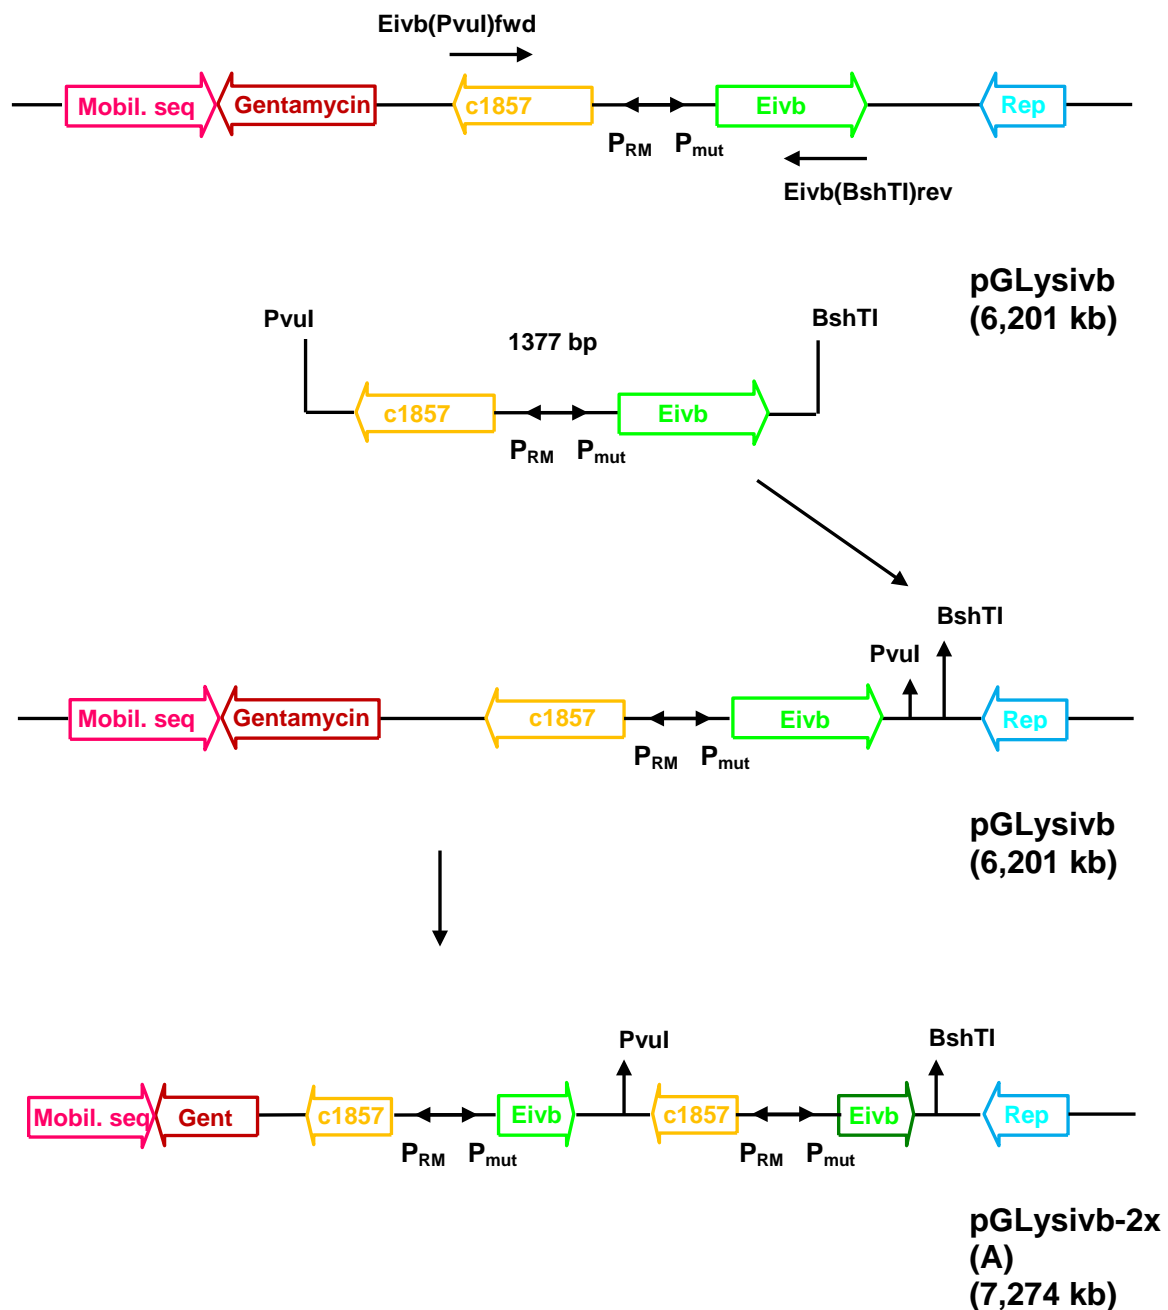 Eivb(PvuI)fwd
Mobil. seq Gentamycin c1857 Eivb Rep
PRM Pmut
Eivb(BshTI)rev
pGLysivb
(6,201 kb)
PvuI 1377 bp BshTI
c1857 Eivb
PRM Pmut
BshTI
PvuI
Mobil. seq Gentamycin c1857 Eivb Rep
PRM Pmut
pGLysivb
(6,201 kb)
PvuI BshTI
Mobil. seq Gent c1857 Eivb c1857 Eivb Rep
PRM Pmut PRM Pmut
pGLysivb-2x
(A)
(7,274 kb)